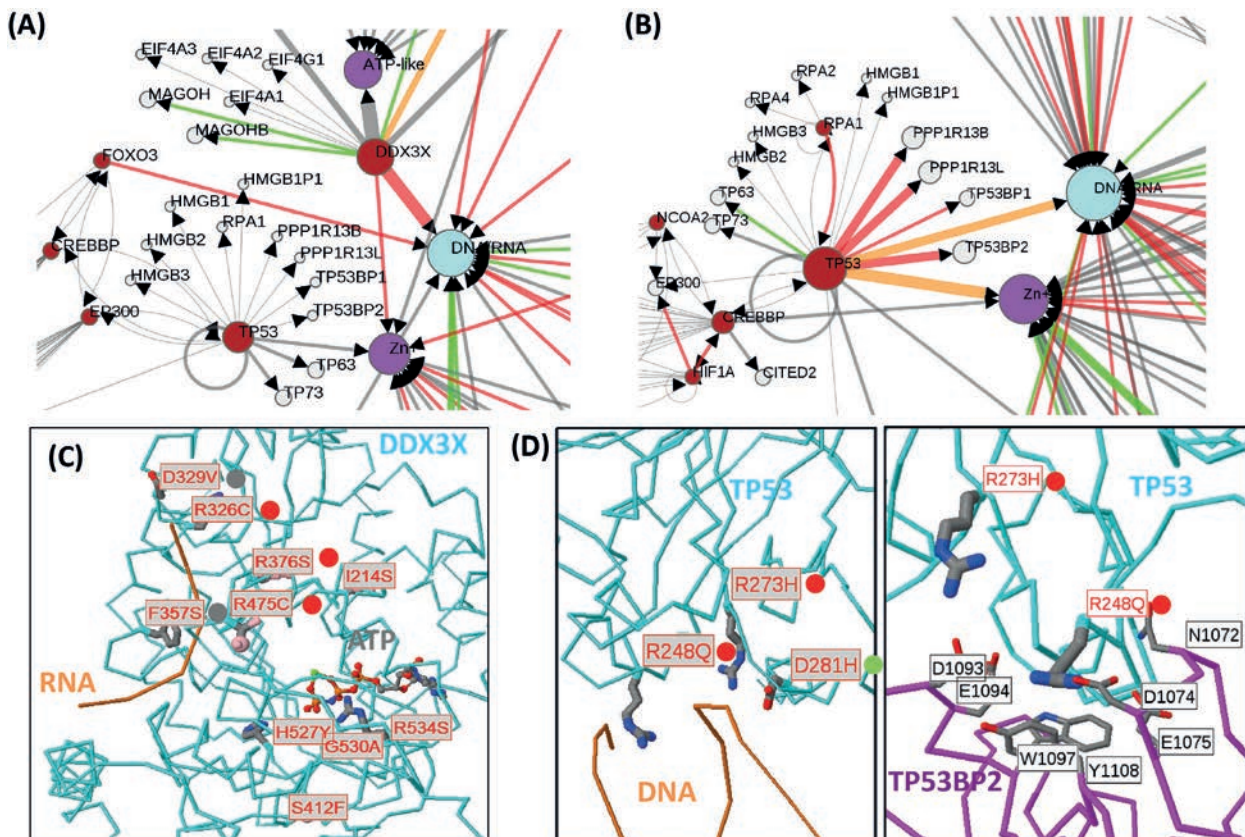 (A)
EIF4A3
EIF4A2
EIF4G1
ATP-like
MAGOH
EIF4A1
MAGOHB
DDX3X
FOXO3
HMGB1P1
HMGB1
RPA1
PPP1R13B
DNA/RNA
CREBBP
HMGB2
PPP1R13L
HMGB3
TP53BP1
EP300
TP53
TP53BP2
Zn+
TP63
TP73
(B)
RPA2
HMGB1
RPA4
HMGB1P1
HMGB3
RPA1
PPP1R13B
HMGB2
PPP1R13L
TP63
TP53BP1
DNA/RNA
NCOA2
TP73
TP53BP2
EP300
TP53
Zn+
CREBBP
HIF1A
CITED2
(C)
DDX3X
D329V
R326C
R376S
I214S
F357S
R475C
ATP
RNA
H527Y
R534S
G530A
S412F
(D)
TP53
R273H
R248Q
D281H
DNA
R273H
TP53
R248Q
N1072
D1093
E1094
D1074
E1075
W1097
Y1108
TP53BP2